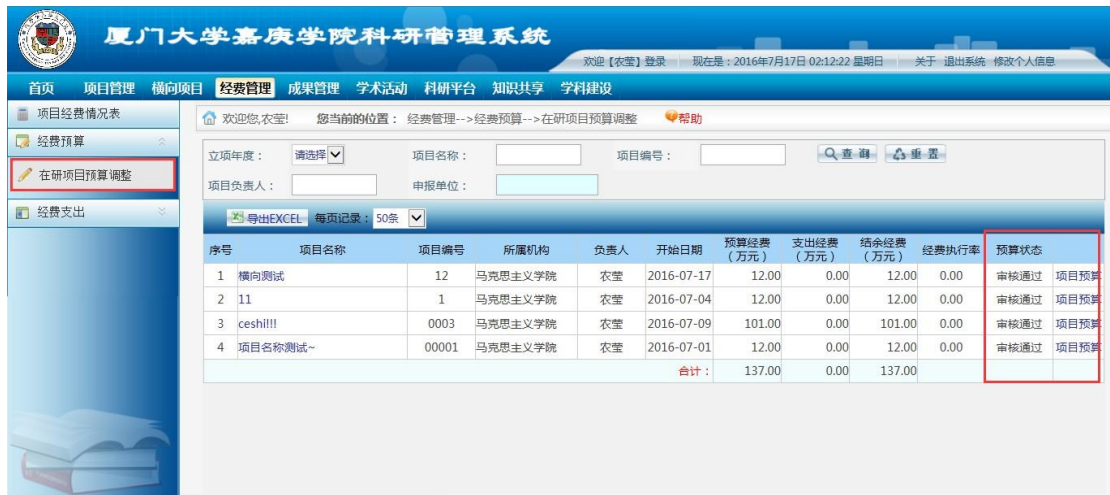 厦门大学嘉庚学院科研管理系统
欢迎【农莹】登录 现在是：2016年7月17日 02:12:22 星期日 关于 退出系统 修改个人信息
首页 项目管理 横向项目 经费管理 成果管理 学术活动 科研平台 知识共享 学科建设
项目经费情况表
经费预算
在研项目预算调整
经费支出
欢迎您,农莹! 您当前的位置： 经费管理-->经费预算-->在研项目预算调整 帮助
立项年度： 请选择 项目名称： 项目编号： 查 询 重 置
项目负责人： 申报单位：
导出EXCEL 每页记录：50条
序号 项目名称 项目编号 所属机构 负责人 开始日期 预算经费（万元） 支出经费（万元） 结余经费（万元） 经费执行率 预算状态
1 横向测试 12 马克思主义学院 农莹 2016-07-17 12.00 0.00 12.00 0.00 审核通过 项目预算
2 11 1 马克思主义学院 农莹 2016-07-04 12.00 0.00 12.00 0.00 审核通过 项目预算
3 ceshi!!! 0003 马克思主义学院 农莹 2016-07-09 101.00 0.00 101.00 0.00 审核通过 项目预算
4 项目名称测试~ 00001 马克思主义学院 农莹 2016-07-01 12.00 0.00 12.00 0.00 审核通过 项目预算
合计： 137.00 0.00 137.00